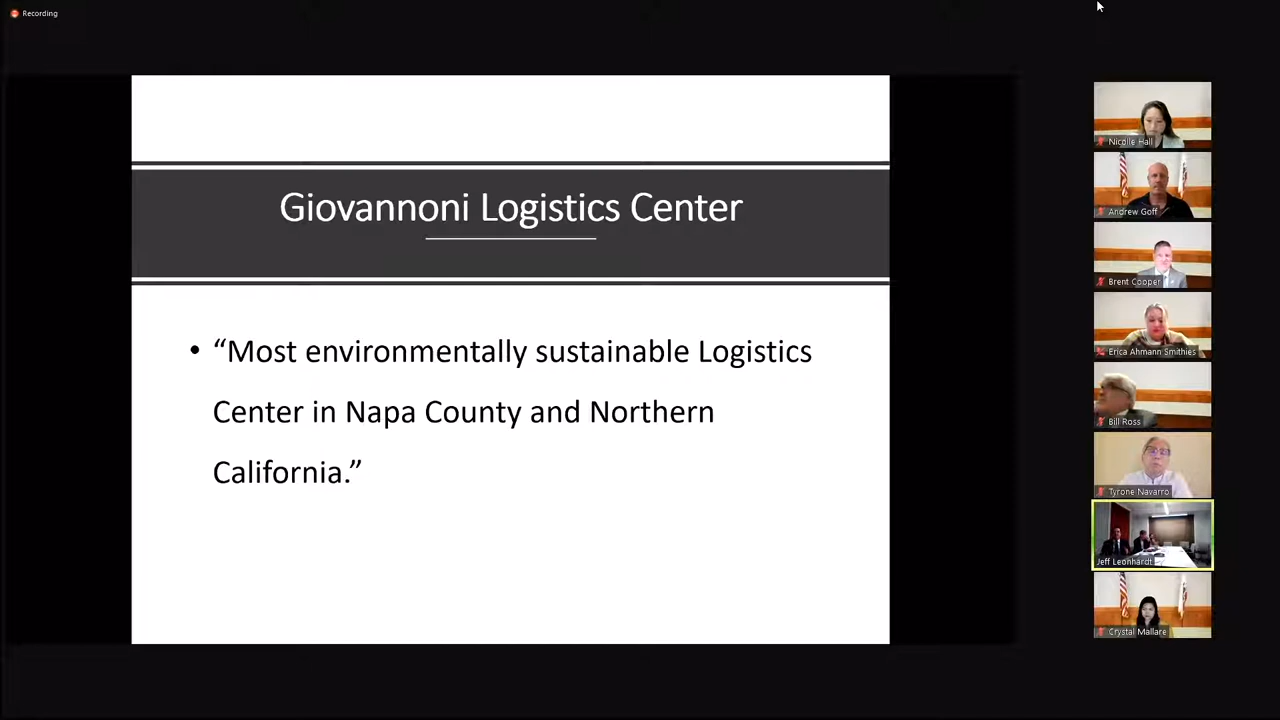 Recording
Giovannoni Logistics Center
• “Most environmentally sustainable Logistics
Center in Napa County and Northern
California.”
Nicolle Hall
Andrew Goff
Brent Cooper
Erica Ahmann Smithies
Bill Ross
Tyrone Navarro
Jeff Leonhardt
Crystal Mallare